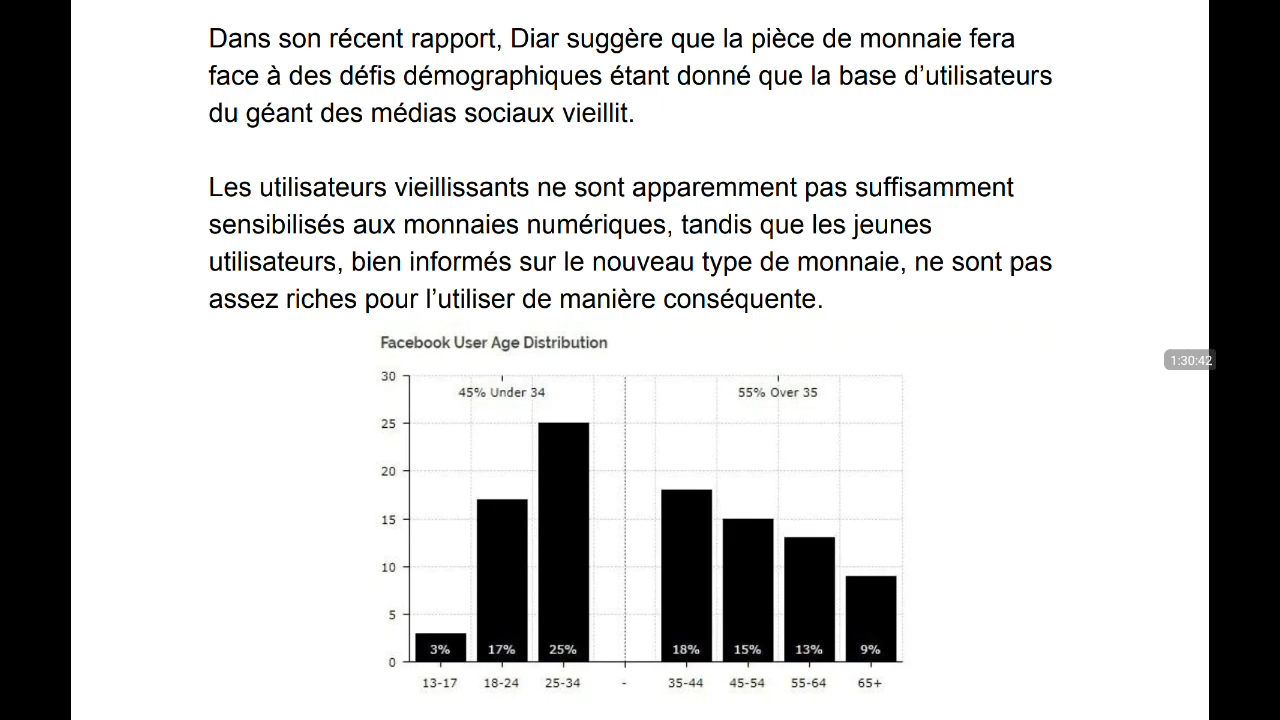 Dans son récent rapport, Diar suggère que la pièce de monnaie fera
face à des défis démographiques étant donné que la base d’utilisateurs
du géant des médias sociaux vieillit.
Les utilisateurs vieillissants ne sont apparemment pas suffisamment
sensibilisés aux monnaies numériques, tandis que les jeunes
utilisateurs, bien informés sur le nouveau type de monnaie, ne sont pas
assez riches pour l’utiliser de manière conséquente.
Facebook User Age Distribution
30
45% Under 34 55% Over 35
1:30:42
25
20
15
10
5
3% 17% 25% 18% 15% 13% 9%
0
13-17 18-24 25-34 - 35-44 45-54 55-64 65+